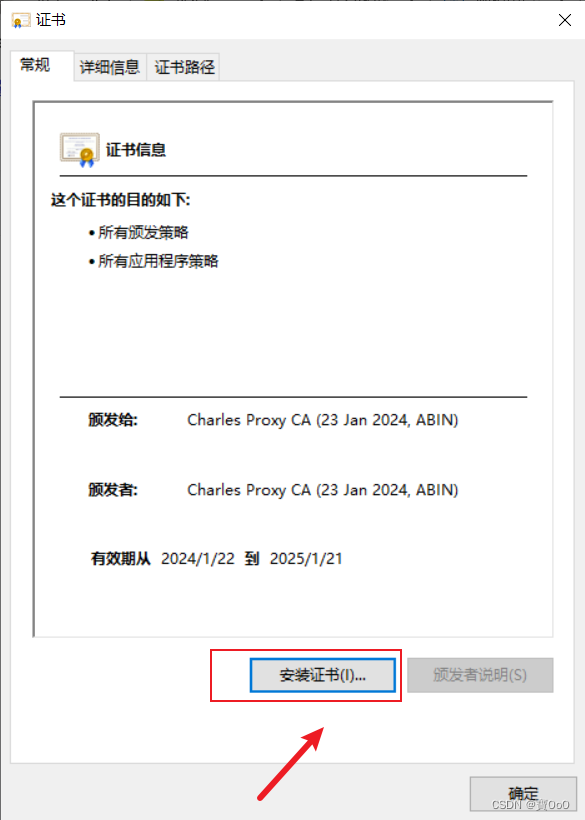 证书
常规 详细信息 证书路径
证书信息
这个证书的目的如下:
• 所有颁发策略
• 所有应用程序策略
颁发给: Charles Proxy CA (23 Jan 2024, ABIN)
颁发者: Charles Proxy CA (23 Jan 2024, ABIN)
有效期从 2024/1/22 到 2025/1/21
安装证书(I)... 颁发者说明(S)
确定
CSDN @賀OoO